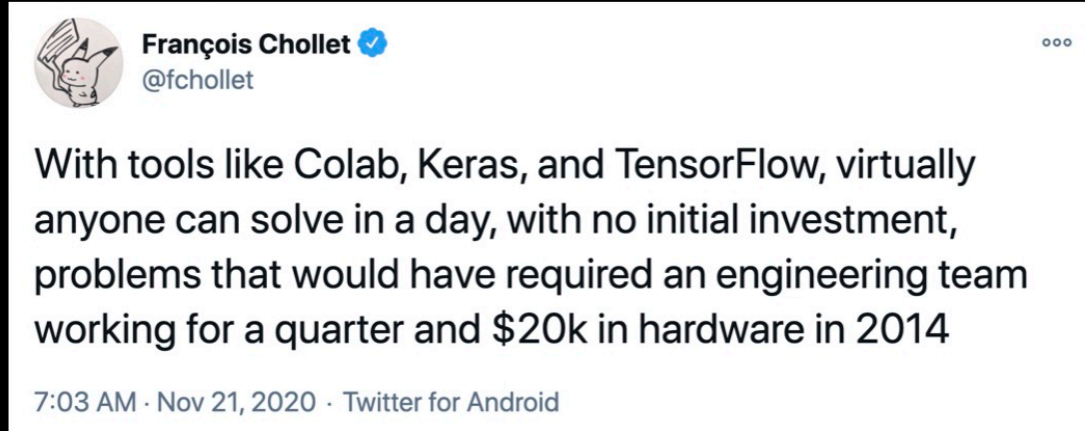 François Chollet
@fchollet
With tools like Colab, Keras, and TensorFlow, virtually
anyone can solve in a day, with no initial investment,
problems that would have required an engineering team
working for a quarter and $20k in hardware in 2014
7:03 AM · Nov 21, 2020 · Twitter for Android